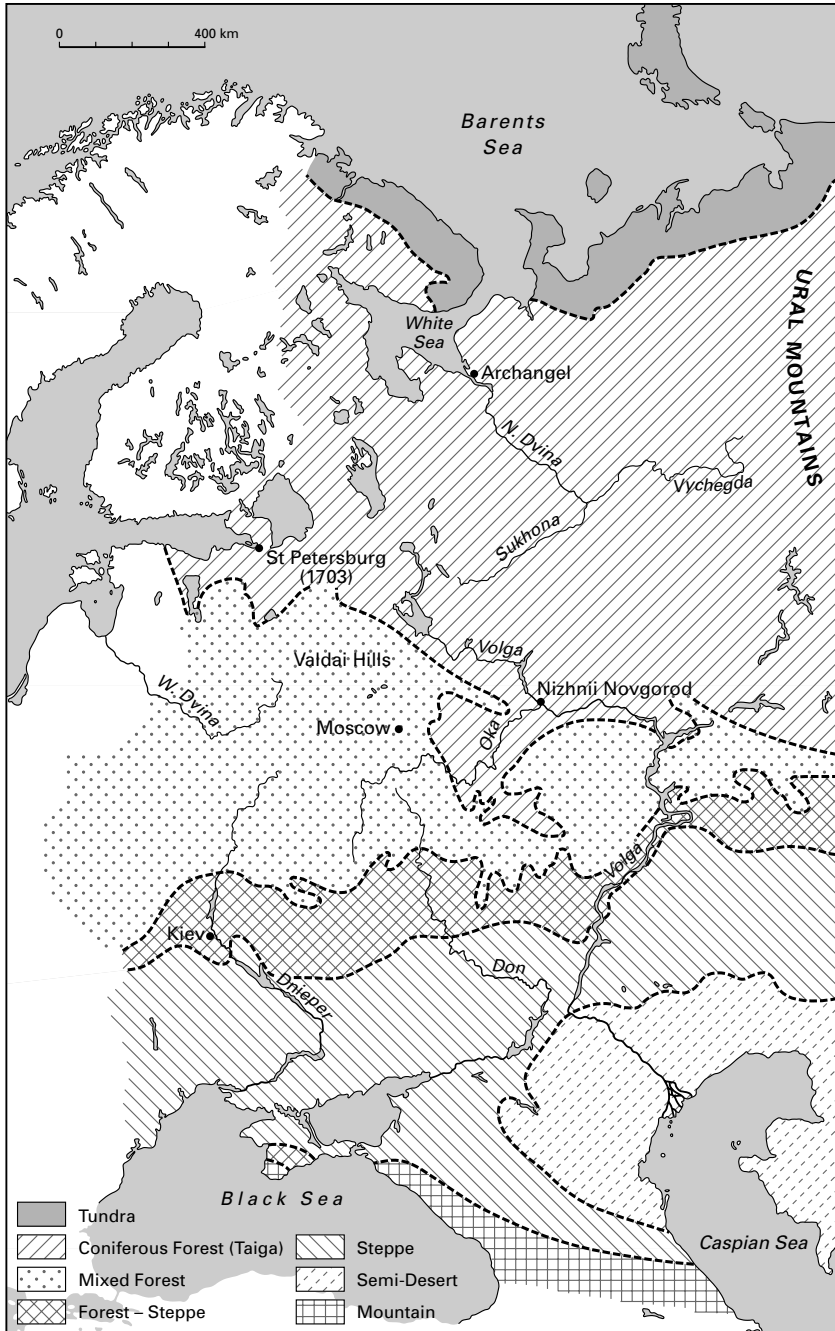 0 400 km
Barents
Sea
URAL MOUNTAINS
White
Sea
Archangel
N. Dvina
Vychegda
Sukhona
St Petersburg
(1703)
Volga
Valdai Hills
Nizhnii Novgorod
W. Dvina
Moscow
Oka
Volga
Kiev
Don
Dnieper
Black Sea
Caspian Sea
Tundra
Coniferous Forest (Taiga)
Mixed Forest
Forest – Steppe
Steppe
Semi-Desert
Mountain